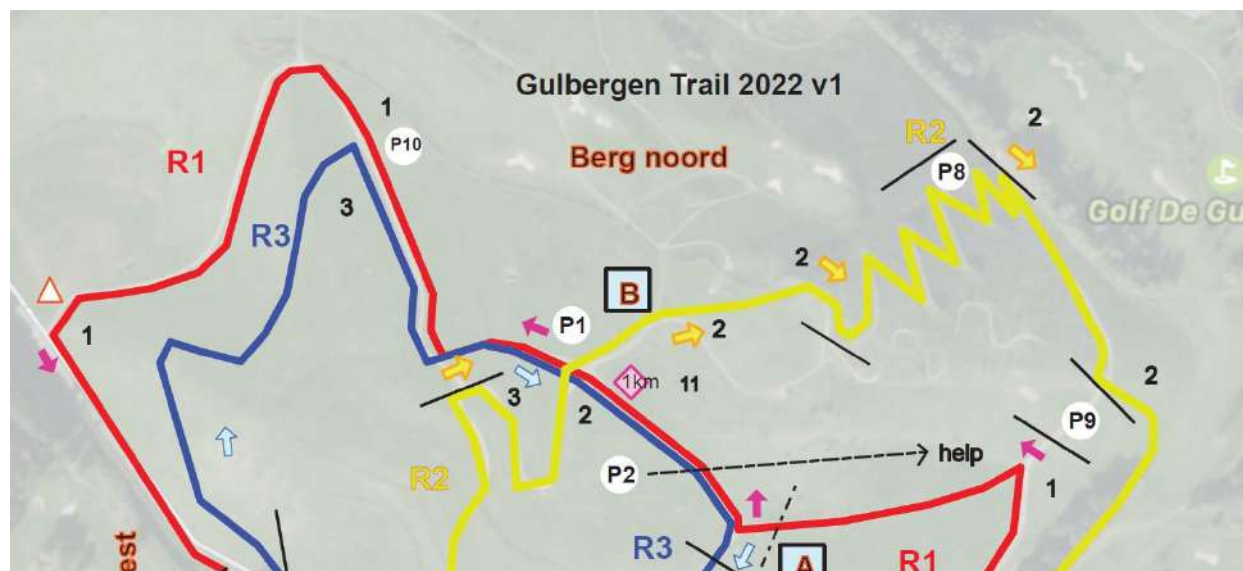 Gulbergen Trail 2022 v1
1
R2
2
P10
Berg noord
R1
P8
3
Golf De Gu
R3
2
B
P1
1
2
1km
11
2
3
2
P9
R2
P2
help
1
R3
R1
A
est